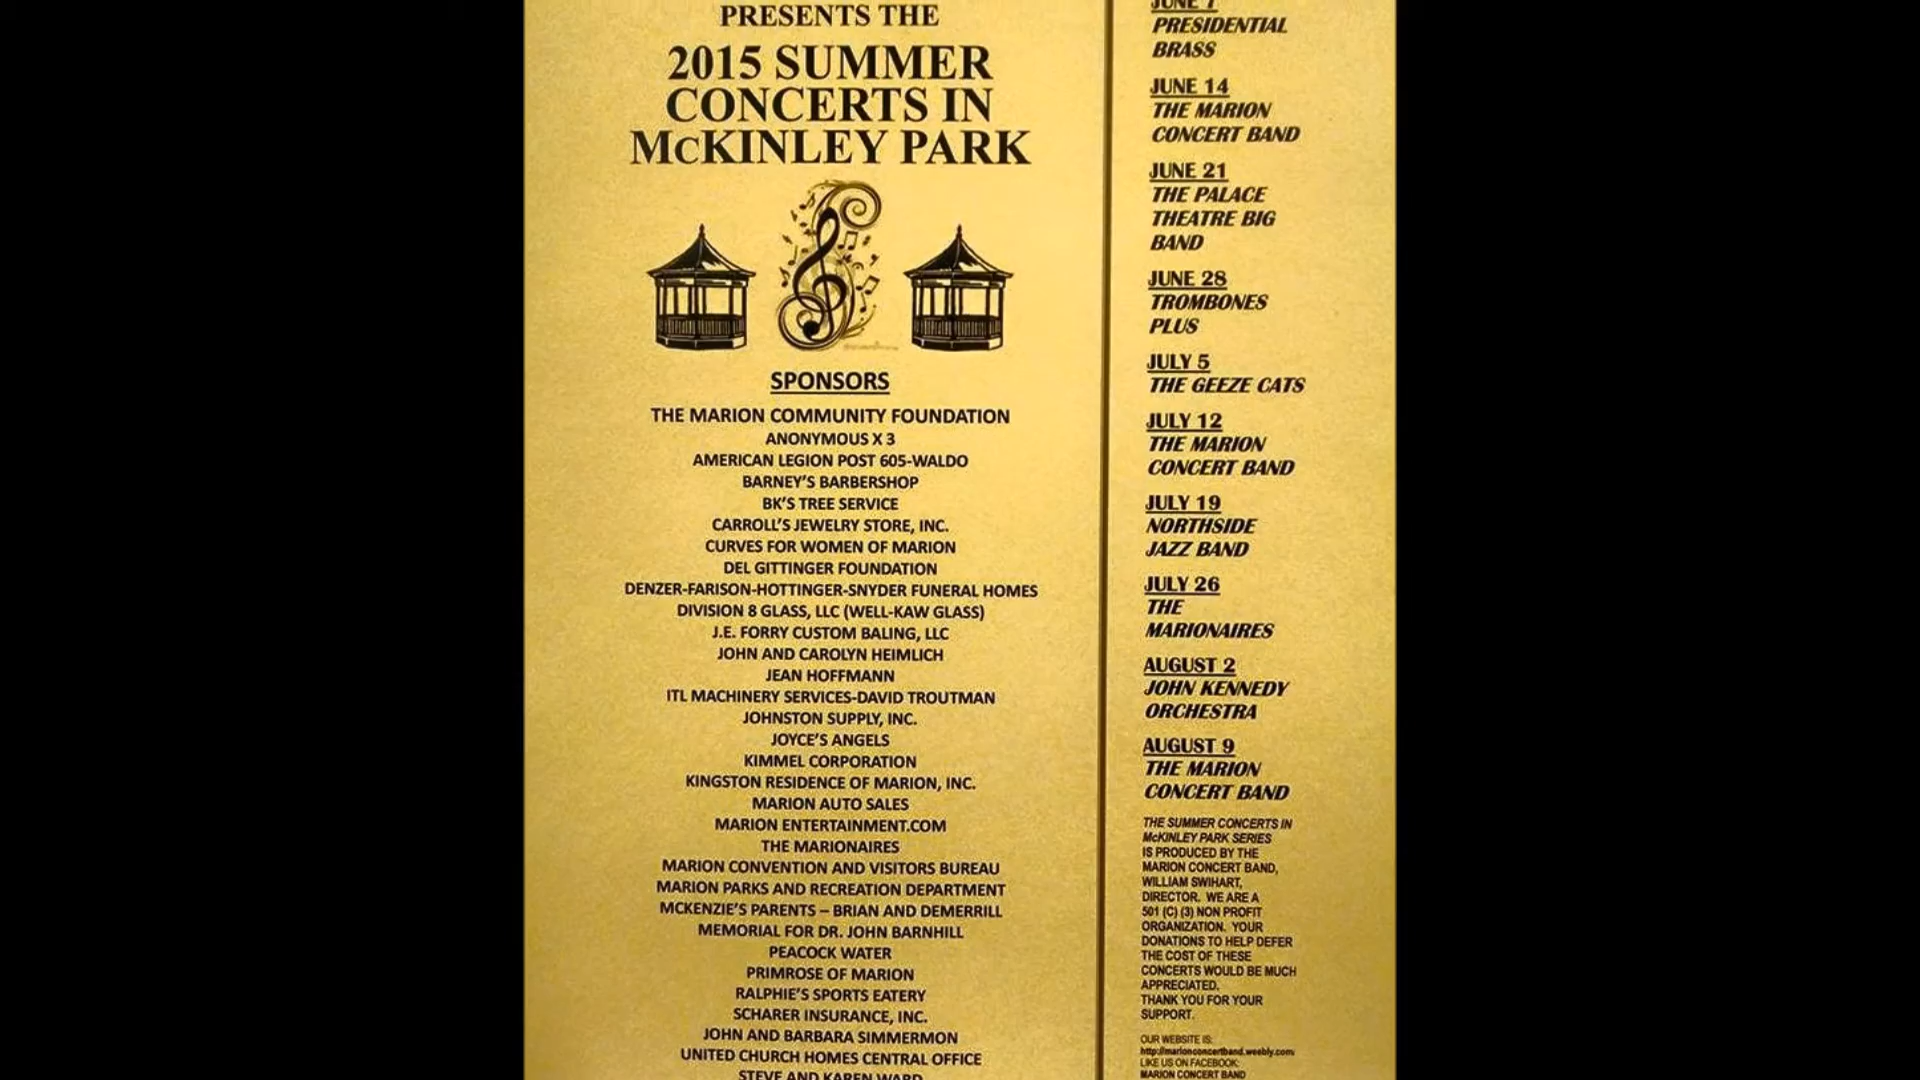 PRESENTS THE
2015 SUMMER
CONCERTS IN
McKINLEY PARK
SPONSORS
THE MARION COMMUNITY FOUNDATION
ANONYMOUS X 3
AMERICAN LEGION POST 605-WALDO
BARNEY'S BARBERSHOP
BK'S TREE SERVICE
CARROLL'S JEWELRY STORE, INC.
CURVES FOR WOMEN OF MARION
DEL GITTINGER FOUNDATION
DENZER-FARISON-HOTTINGER-SNYDER FUNERAL HOMES
DIVISION 8 GLASS, LLC (WELL-KAW GLASS)
J.E. FORRY CUSTOM BALING, LLC
JOHN AND CAROLYN HEIMLICH
JEAN HOFFMANN
ITL MACHINERY SERVICES-DAVID TROUTMAN
JOHNSTON SUPPLY, INC.
JOYCE'S ANGELS
KIMMEL CORPORATION
KINGSTON RESIDENCE OF MARION, INC.
MARION AUTO SALES
MARION ENTERTAINMENT.COM
THE MARIONAIRES
MARION CONVENTION AND VISITORS BUREAU
MARION PARKS AND RECREATION DEPARTMENT
MCKENZIE'S PARENTS – BRIAN AND DEMERRILL
MEMORIAL FOR DR. JOHN BARNHILL
PEACOCK WATER
PRIMROSE OF MARION
RALPHIE'S SPORTS EATERY
SCHARER INSURANCE, INC.
JOHN AND BARBARA SIMMERMON
UNITED CHURCH HOMES CENTRAL OFFICE
STEVE AND KAREN WARD
JUNE 7
PRESIDENTIAL
BRASS
JUNE 14
THE MARION
CONCERT BAND
JUNE 21
THE PALACE
THEATRE BIG
BAND
JUNE 28
TROMBONES
PLUS
JULY 5
THE GEEZE CATS
JULY 12
THE MARION
CONCERT BAND
JULY 19
NORTHSIDE
JAZZ BAND
JULY 26
THE
MARIONAIRES
AUGUST 2
JOHN KENNEDY
ORCHESTRA
AUGUST 9
THE MARION
CONCERT BAND
THE SUMMER CONCERTS IN
McKINLEY PARK SERIES
IS PRODUCED BY THE
MARION CONCERT BAND,
WILLIAM SWIHART,
DIRECTOR. WE ARE A
501 (C) (3) NON PROFIT
ORGANIZATION. YOUR
DONATIONS TO HELP DEFER
THE COST OF THESE
CONCERTS WOULD BE MUCH
APPRECIATED.
THANK YOU FOR YOUR
SUPPORT.
OUR WEBSITE IS:
http://marionconcertband.weebly.com
LIKE US ON FACEBOOK:
MARION CONCERT BAND